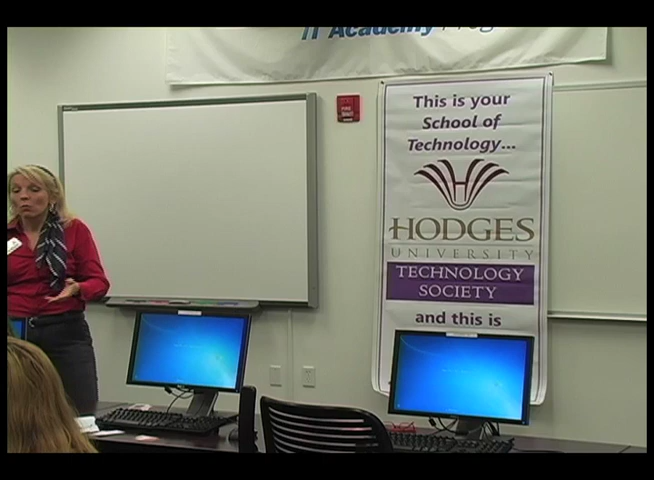 IT Academy
This is your
School of
Technology...
HODGES
UNIVERSITY
TECHNOLOGY
SOCIETY
and this is